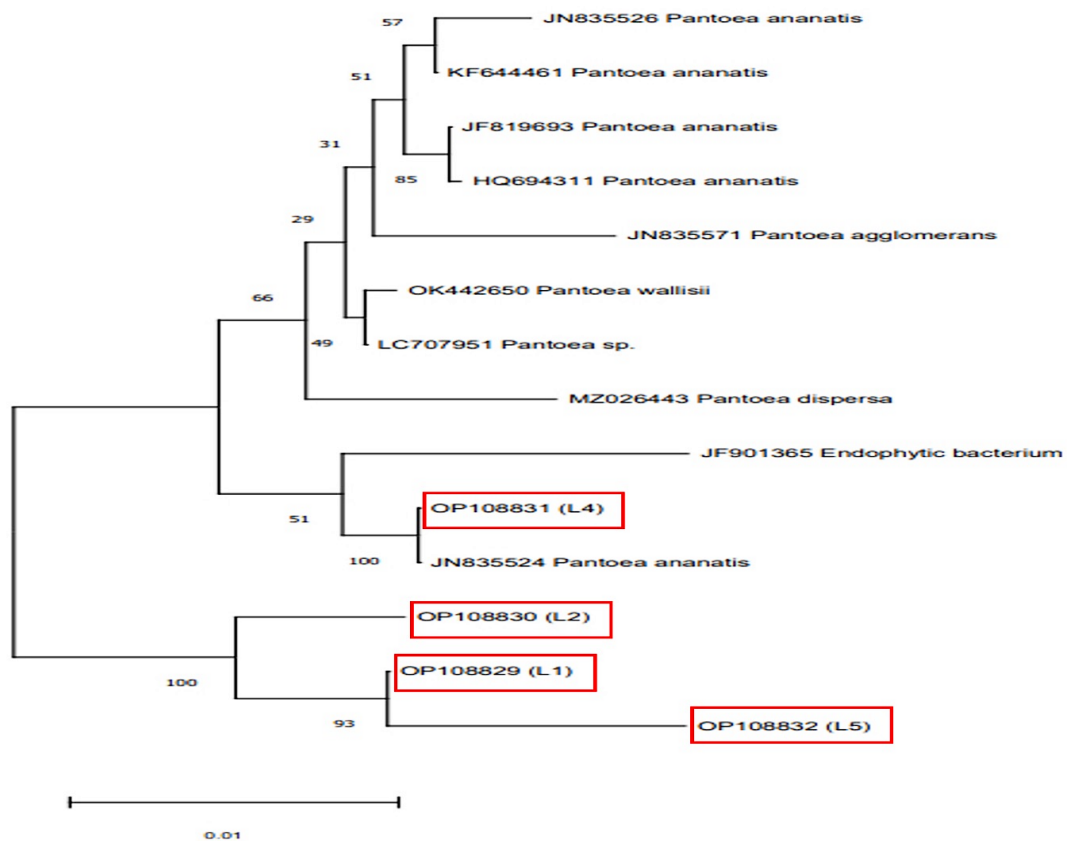 57
JN835526 Pantoea ananatis
KF644461 Pantoea ananatis
51
JF819693 Pantoea ananatis
31
85
HQ694311 Pantoea ananatis
29
JN835571 Pantoea agglomerans
OK442650 Pantoea wallisii
66
49
LC707951 Pantoea sp.
MZ026443 Pantoea dispersa
JF901365 Endophytic bacterium
OP108831 (L4)
51
100
JN835524 Pantoea ananatis
OP108830 (L2)
OP108829 (L1)
100
93
OP108832 (L5)
0.01